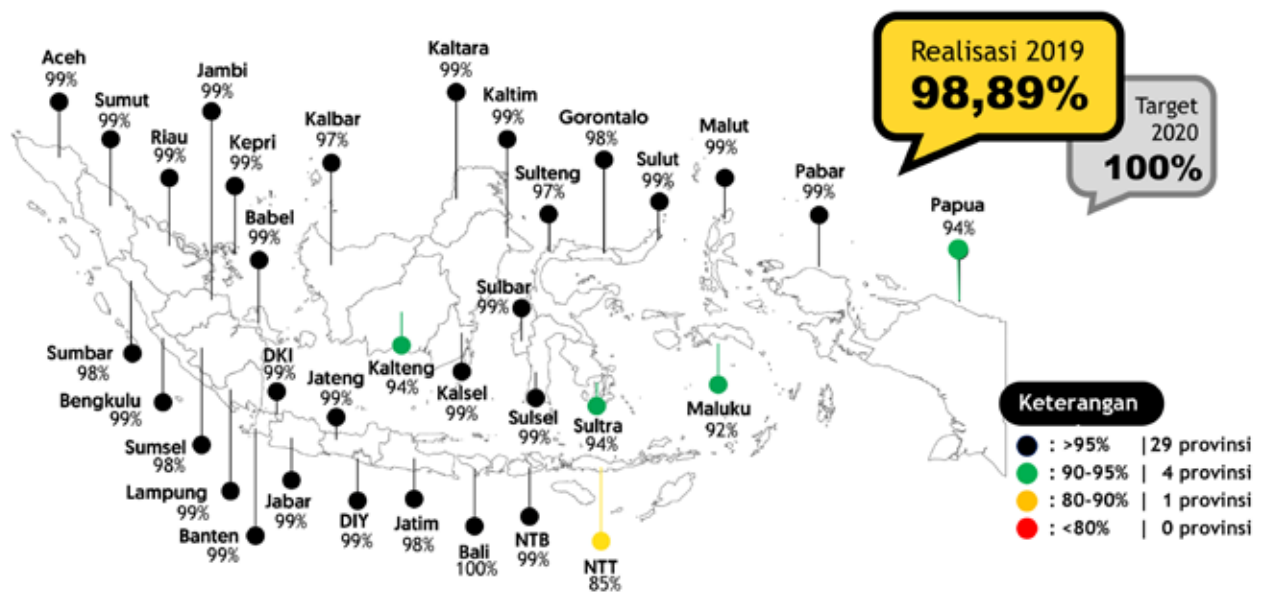 Realisasi 2019
98,89%
Target
2020
100%
Aceh
99%
Sumut
99%
Riau
99%
Jambi
99%
Kepri
99%
Babel
99%
Kalbar
97%
Kaltara
99%
Kaltim
99%
Sulteng
97%
Gorontalo
98%
Sulut
99%
Malut
99%
Pabar
99%
Papua
94%
Sulbar
99%
Sumbar
98%
Bengkulu
99%
Sumsel
98%
Lampung
99%
Banten
99%
DKI
99%
Jabar
99%
Jateng
99%
DIY
99%
Jatim
98%
Kalteng
94%
Kalsel
99%
Bali
100%
Sulsel
99%
NTB
99%
Sultra
94%
NTT
85%
Maluku
92%
Keterangan
: >95% | 29 provinsi
: 90-95% | 4 provinsi
: 80-90% | 1 provinsi
: <80% | 0 provinsi